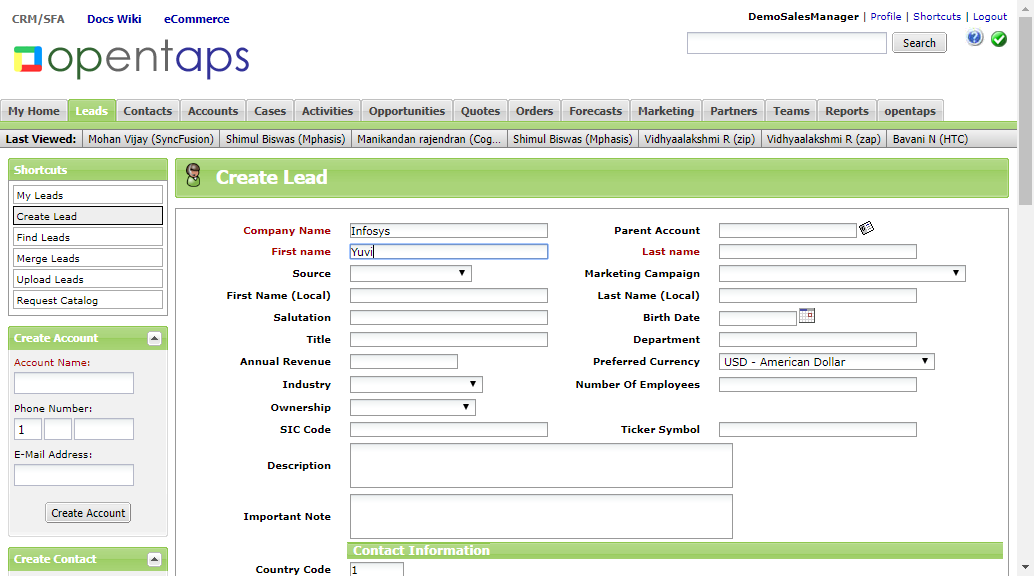 CRM/SFA Docs Wiki eCommerce
DemoSalesManager | Profile | Shortcuts | Logout
opentaps
Search
My Home Leads Contacts Accounts Cases Activities Opportunities Quotes Orders Forecasts Marketing Partners Teams Reports opentaps
Last Viewed: Mohan Vijay (SyncFusion) Shimul Biswas (Mphasis) Manikandan rajendran (Cog... Shimul Biswas (Mphasis) Vidhyaalakshmi R (zip) Vidhyaalakshmi R (zap) Bavani N (HTC)
Shortcuts
My Leads
Create Lead
Find Leads
Merge Leads
Upload Leads
Request Catalog
Create Account
Account Name:
Phone Number:
1
E-Mail Address:
Create Account
Create Contact
Create Lead
Company Name Infosys Parent Account
First name Yuvi Last name
Source Marketing Campaign
First Name (Local) Last Name (Local)
Salutation Birth Date
Title Department
Annual Revenue Preferred Currency USD - American Dollar
Industry Number Of Employees
Ownership
SIC Code Ticker Symbol
Description
Important Note
Contact Information
Country Code 1